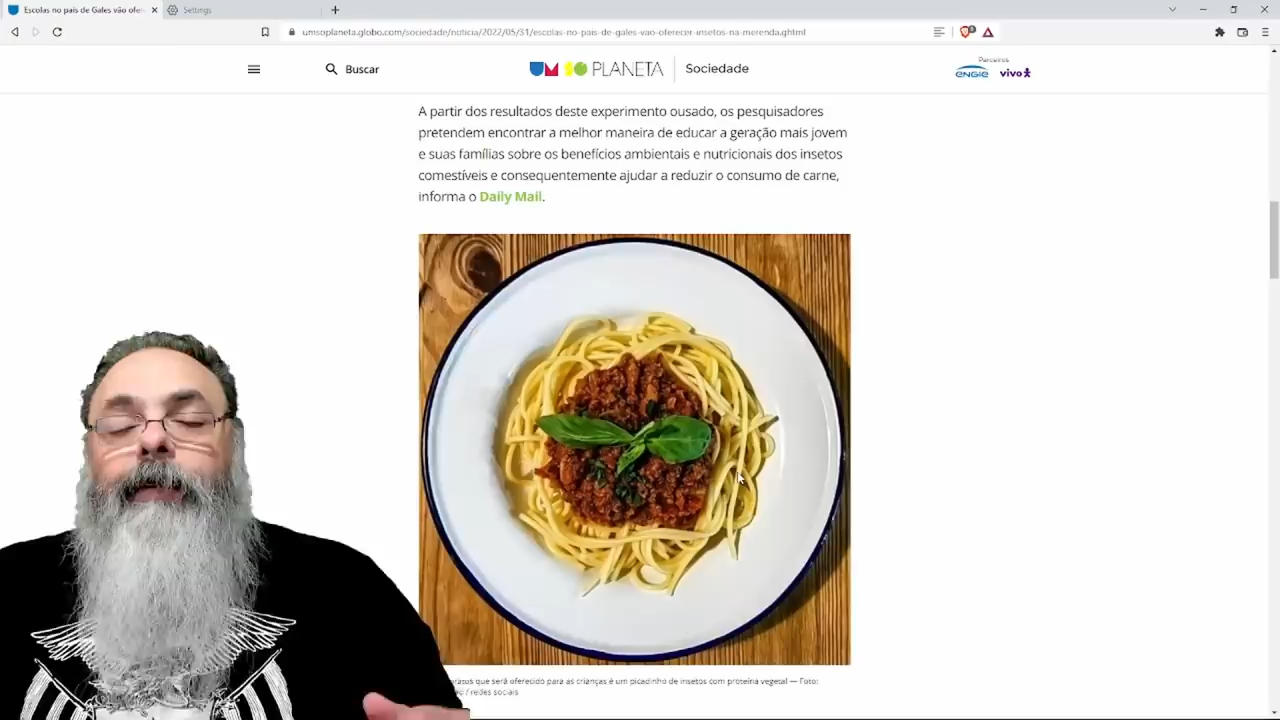 Escolas no país de Gales vão ofer
Settings
umsoplaneta.globo.com/sociedade/noticia/2022/05/31/escolas-no-pais-de-gales-vao-oferecer-insetos-na-merenda.ghtml
Buscar
UM SO PLANETA
Sociedade
Parceiros
ENGIE
vivo
A partir dos resultados deste experimento ousado, os pesquisadores
pretendem encontrar a melhor maneira de educar a geração mais jovem
e suas famílias sobre os benefícios ambientais e nutricionais dos insetos
comestíveis e consequentemente ajudar a reduzir o consumo de carne,
informa o Daily Mail.
que será oferecido para as crianças é um picadinho de insetos com proteína vegetal — Foto:
/ redes sociais